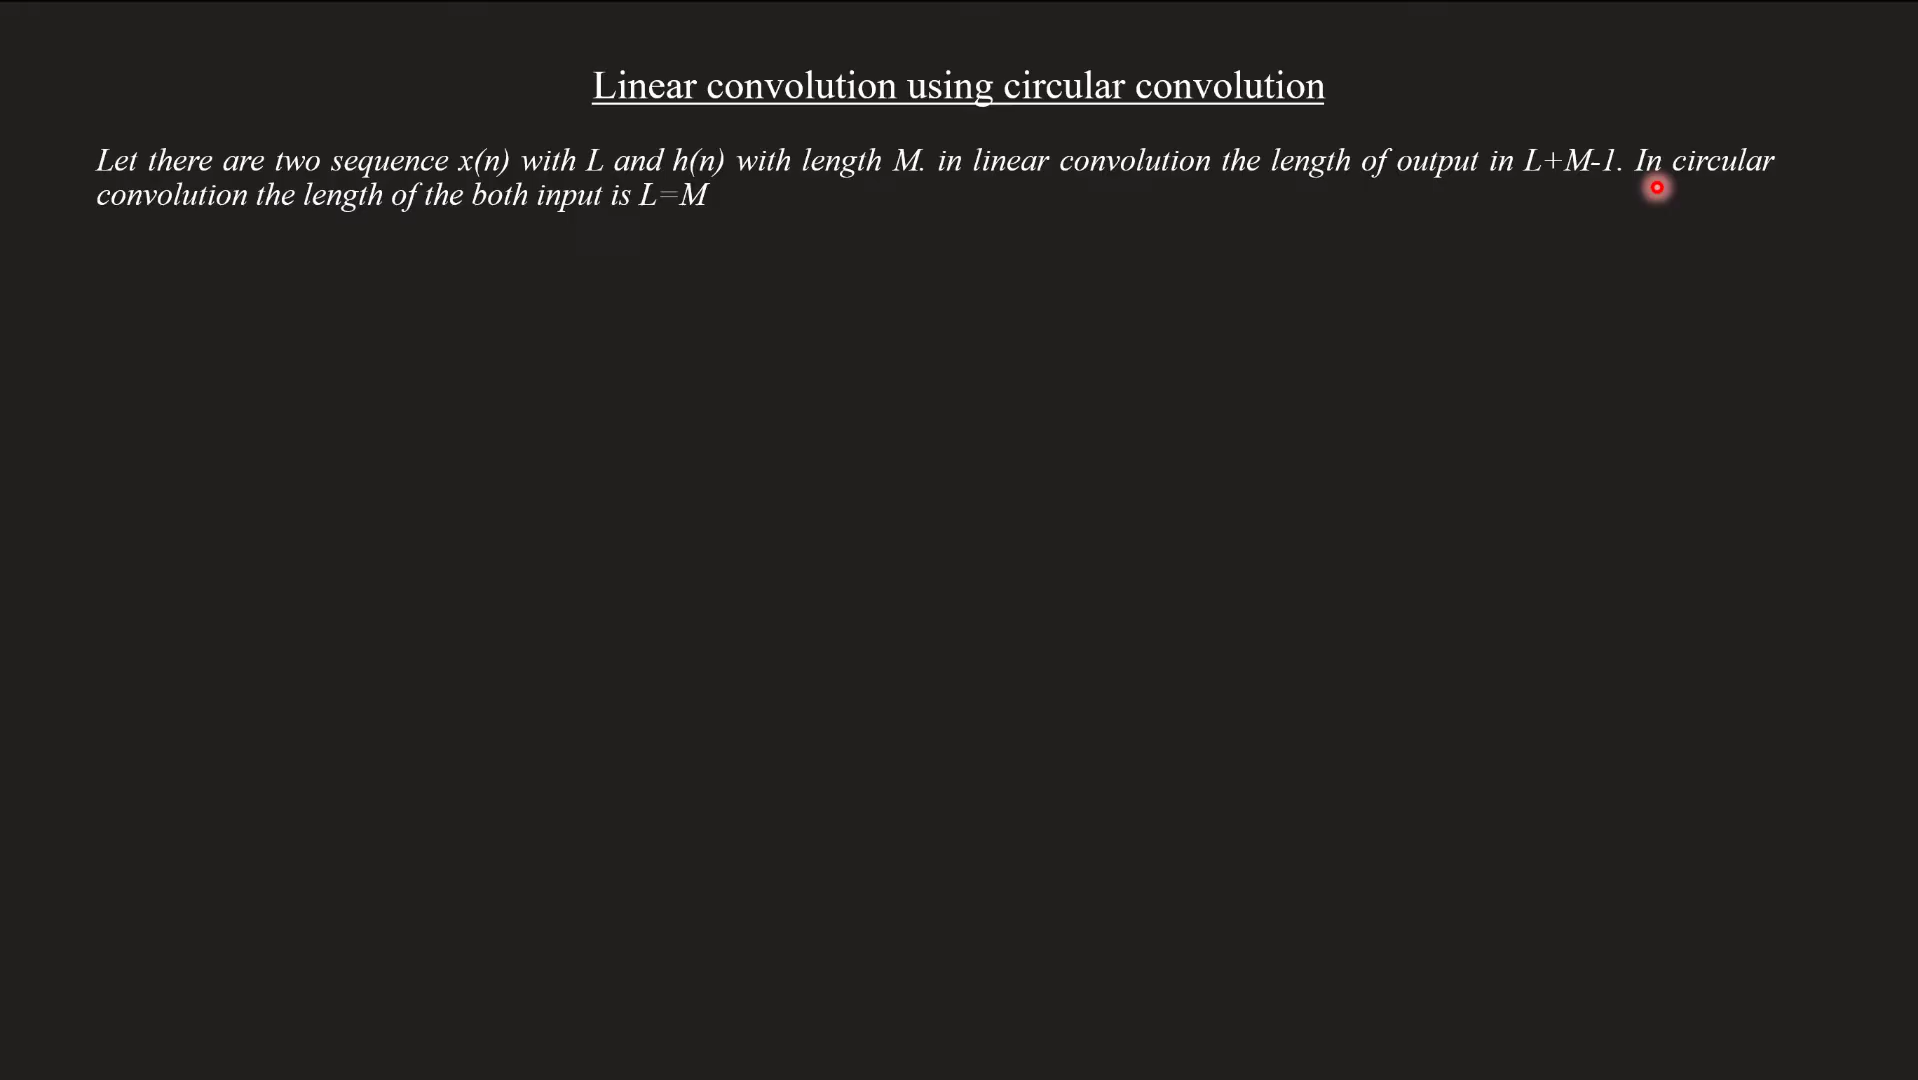 Linear convolution using circular convolution
Let there are two sequence x(n) with L and h(n) with length M. in linear convolution the length of output in L+M-1. In circular
convolution the length of the both input is L=M